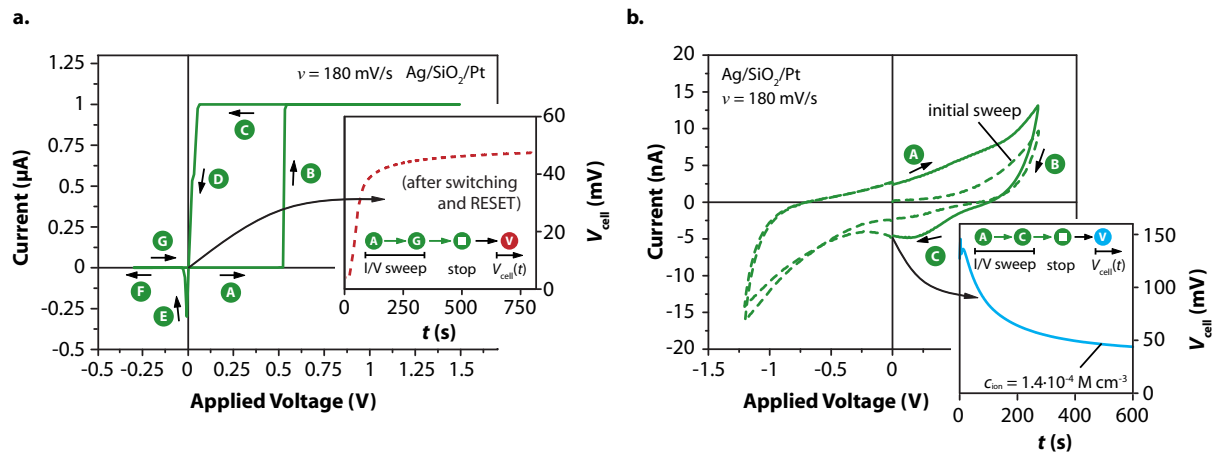 a.
1.25
1
0.75
0.5
0.25
0
-0.25
-0.5
Current (µA)
ν = 180 mV/s Ag/SiO2/Pt
C
D
B
G
F
A
E
-0.5 -0.25 0 0.25 0.5 0.75 1 1.5
Applied Voltage (V)
(after switching
and RESET)
A G V
I/V sweep stop Vcell(t)
60
40
20
0
Vcell (mV)
0 250 500 750
t (s)
b.
20
15
10
5
0
-5
-10
-15
-20
Current (nA)
Ag/SiO2/Pt
ν = 180 mV/s
initial sweep
A
B
C
-1.5 -1 -0.5 0 0.5 1
Applied Voltage (V)
A C V
I/V sweep stop Vcell(t)
cion = 1.4·10-4 M cm-3
150
100
50
0
Vcell (mV)
0 200 400 600
t (s)